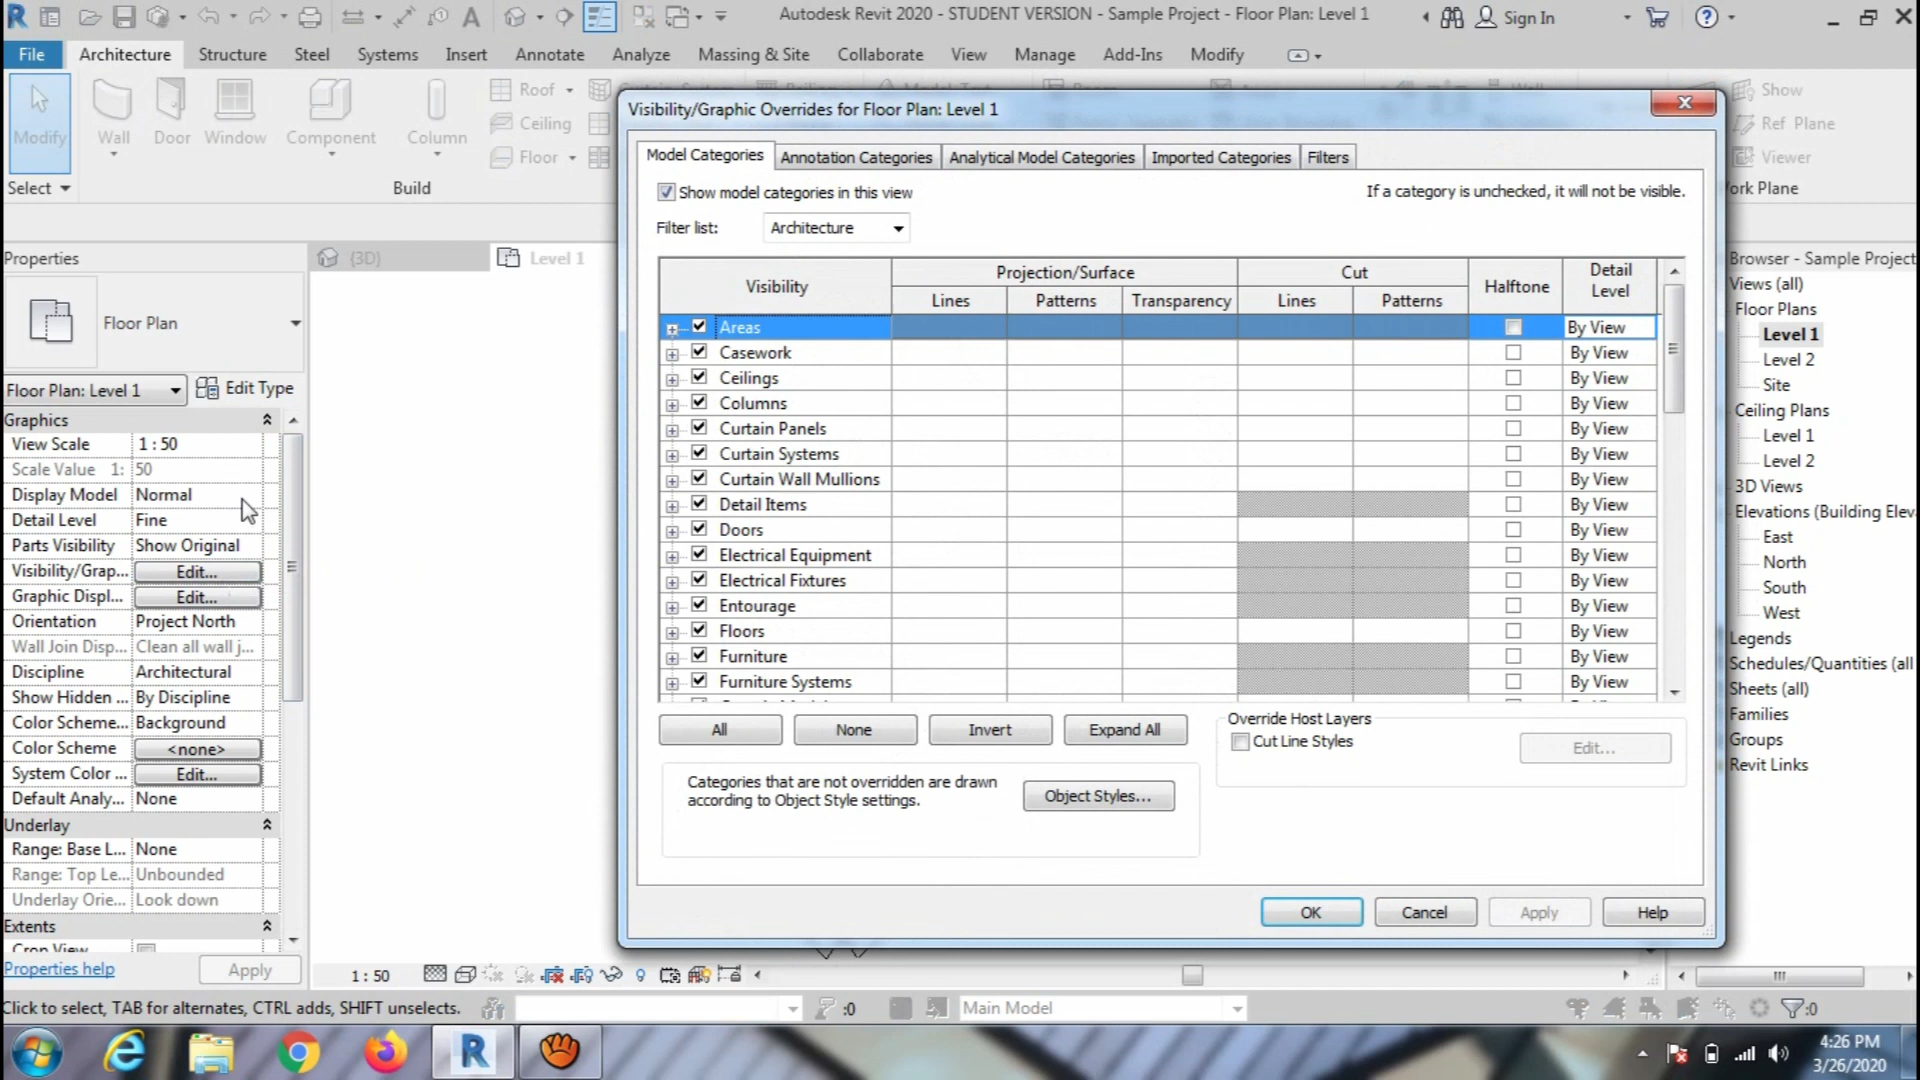 Autodesk Revit 2020 - STUDENT VERSION - Sample Project - Floor Plan: Level 1
Sign In
File Architecture Structure Steel Systems Insert Annotate Analyze Massing & Site Collaborate View Manage Add-Ins Modify
Modify
Wall
Door
Window
Component
Column
Roof
Ceiling
Floor
Show
Ref Plane
Viewer
Select
Build
ork Plane
Properties
{3D}
Level 1
Floor Plan
Floor Plan: Level 1
Edit Type
Graphics
View Scale 1 : 50
Scale Value 1: 50
Display Model Normal
Detail Level Fine
Parts Visibility Show Original
Visibility/Grap... Edit...
Graphic Displ... Edit...
Orientation Project North
Wall Join Disp... Clean all wall j...
Discipline Architectural
Show Hidden ... By Discipline
Color Scheme... Background
Color Scheme <none>
System Color ... Edit...
Default Analy... None
Underlay
Range: Base L... None
Range: Top Le... Unbounded
Underlay Orie... Look down
Extents
Crop View
Properties help
Apply
Visibility/Graphic Overrides for Floor Plan: Level 1
Model Categories Annotation Categories Analytical Model Categories Imported Categories Filters
Show model categories in this view
If a category is unchecked, it will not be visible.
Filter list: Architecture
Visibility Projection/Surface Cut Halftone Detail Level
Lines Patterns Transparency Lines Patterns
Areas By View
Casework By View
Ceilings By View
Columns By View
Curtain Panels By View
Curtain Systems By View
Curtain Wall Mullions By View
Detail Items By View
Doors By View
Electrical Equipment By View
Electrical Fixtures By View
Entourage By View
Floors By View
Furniture By View
Furniture Systems By View
All None Invert Expand All
Override Host Layers
Cut Line Styles
Edit...
Categories that are not overridden are drawn
according to Object Style settings.
Object Styles...
OK Cancel Apply Help
Browser - Sample Project
Views (all)
Floor Plans
Level 1
Level 2
Site
Ceiling Plans
Level 1
Level 2
3D Views
Elevations (Building Elev
East
North
South
West
Legends
Schedules/Quantities (all
Sheets (all)
Families
Groups
Revit Links
1 : 50
Click to select, TAB for alternates, CTRL adds, SHIFT unselects.
:0
Main Model
:0
4:26 PM
3/26/2020